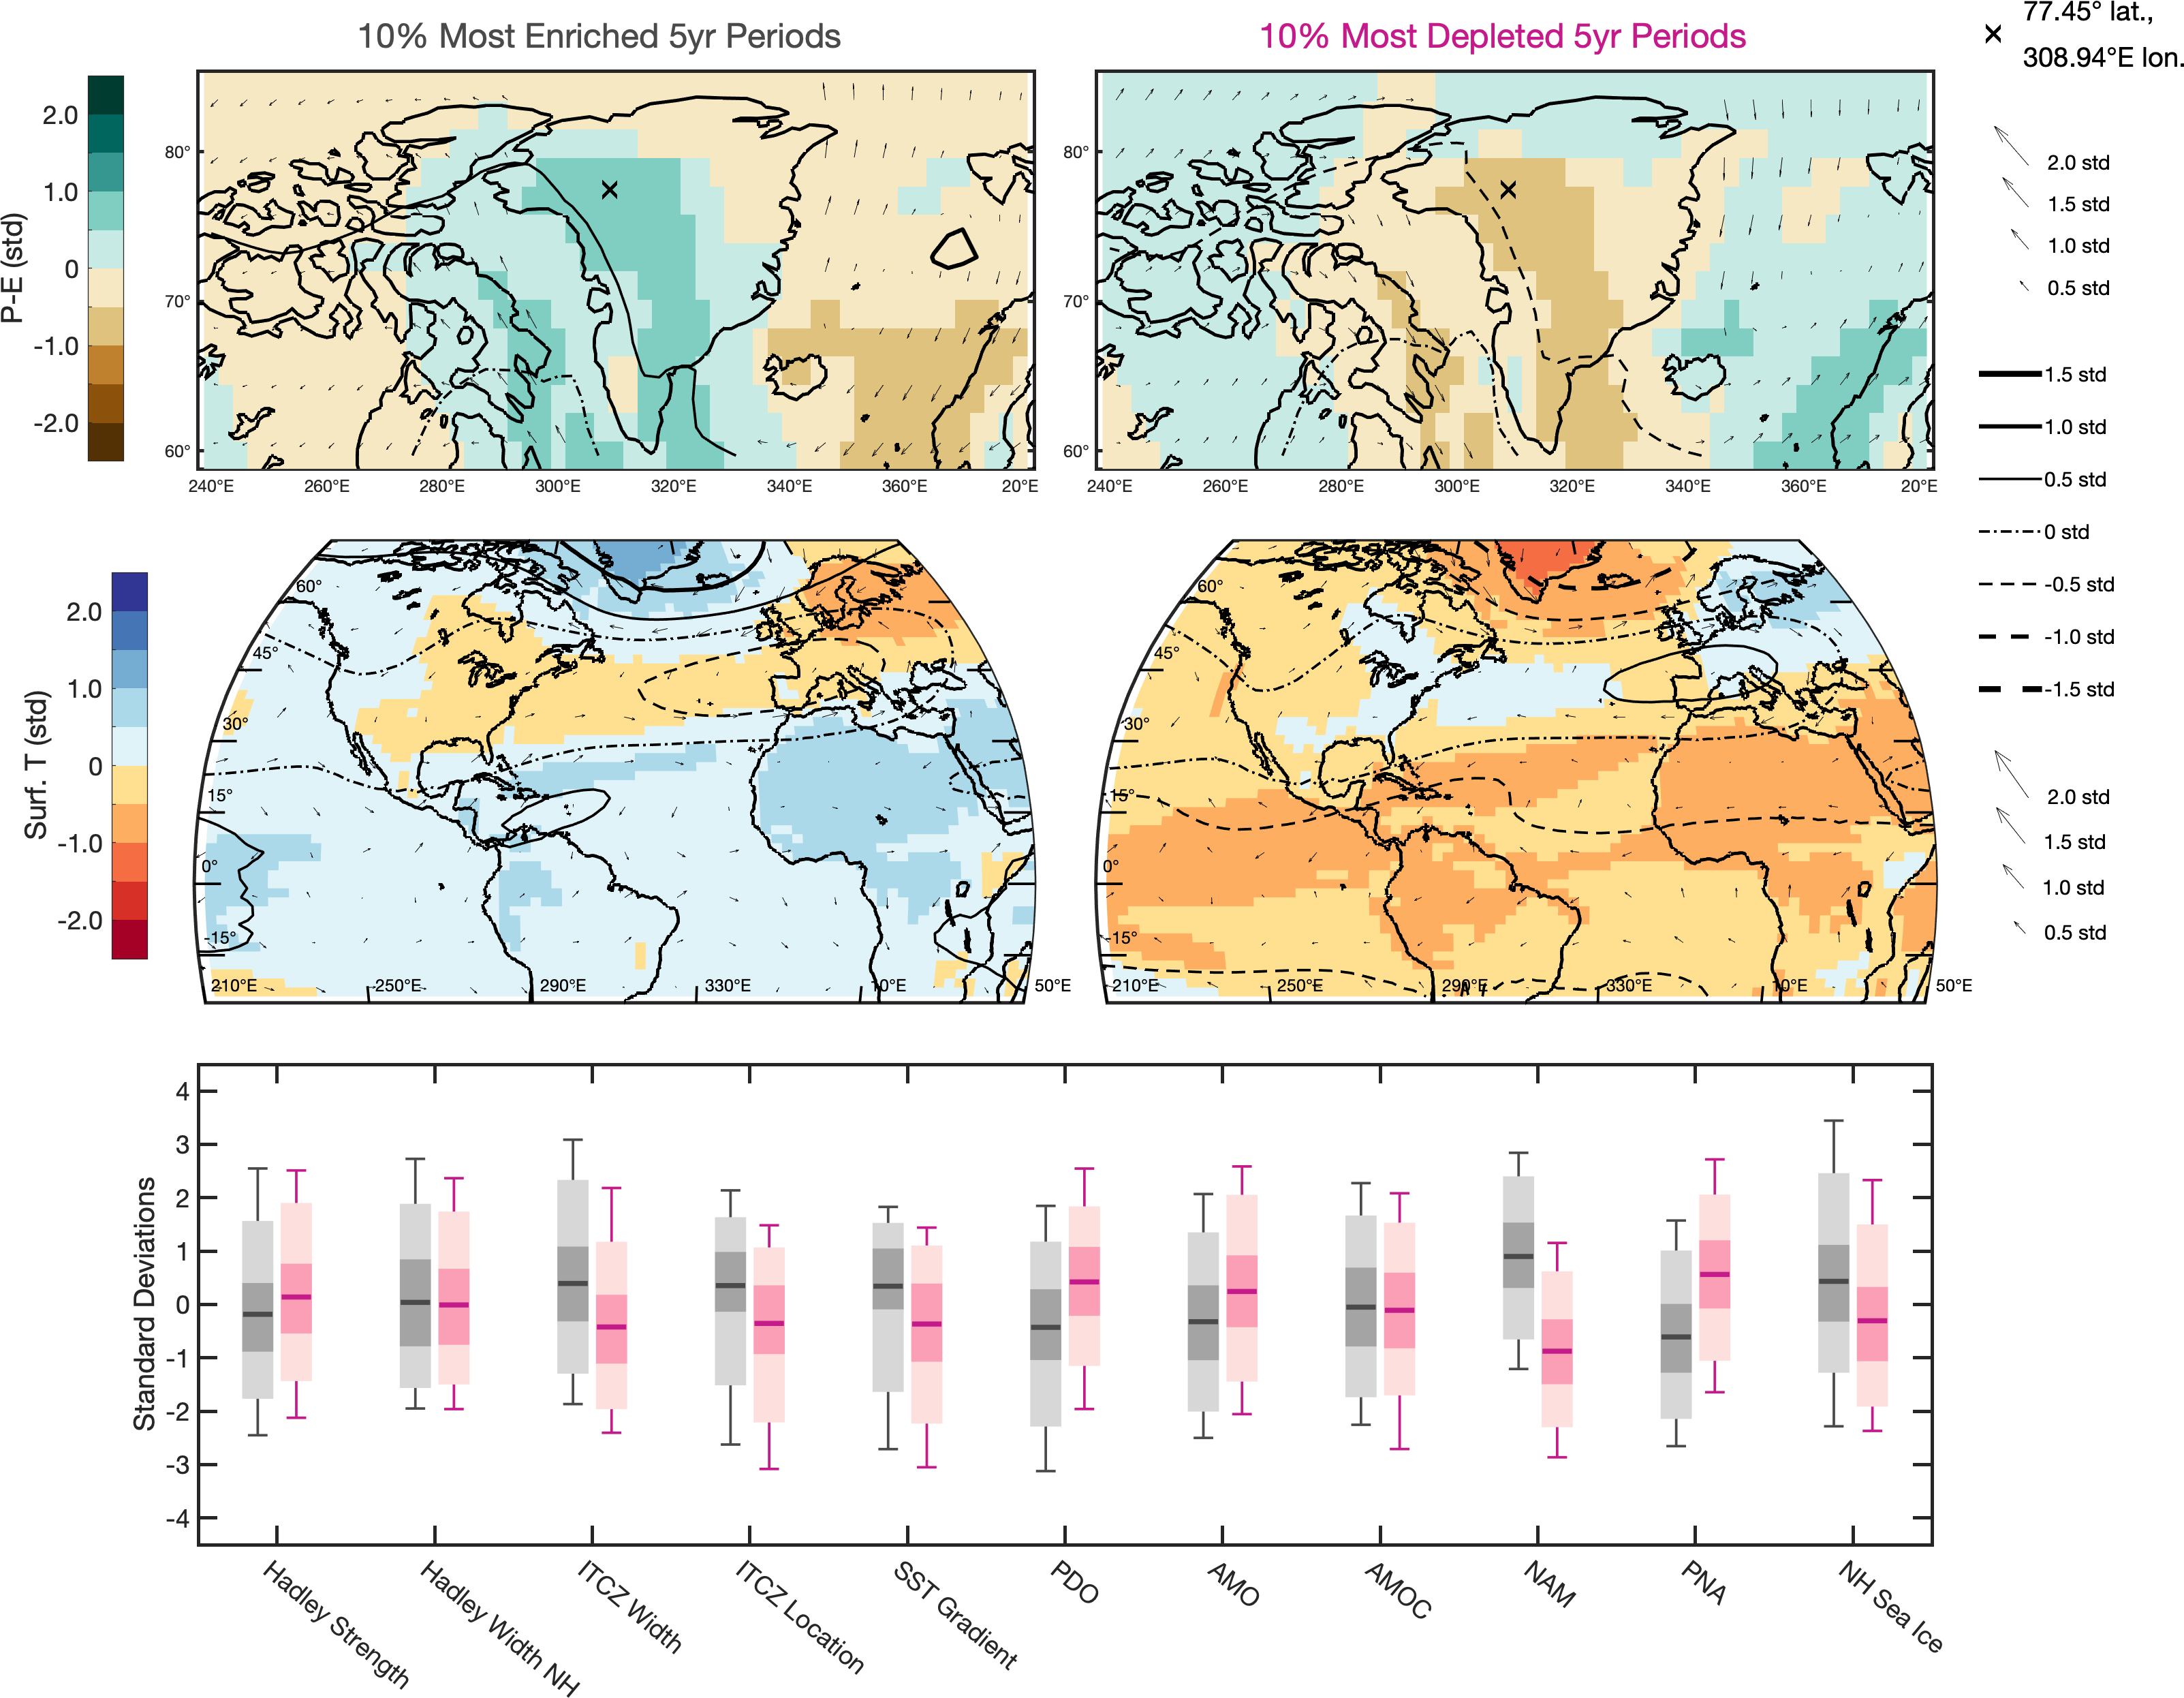 10% Most Enriched 5yr Periods
10% Most Depleted 5yr Periods
77.45° lat.,
308.94°E lon.
P-E (std)
2.0
1.0
0
-1.0
-2.0
80°
70°
60°
240°E 260°E 280°E 300°E 320°E 340°E 360°E 20°E
80°
70°
60°
240°E 260°E 280°E 300°E 320°E 340°E 360°E 20°E
2.0 std
1.5 std
1.0 std
0.5 std
1.5 std
1.0 std
0.5 std
0 std
-0.5 std
-1.0 std
-1.5 std
2.0 std
1.5 std
1.0 std
0.5 std
Surf. T (std)
2.0
1.0
0
-1.0
-2.0
60°
45°
30°
15°
0°
-15°
210°E 250°E 290°E 330°E 10°E 50°E
60°
45°
30°
15°
0°
-15°
210°E 250°E 290°E 330°E 10°E 50°E
Standard Deviations
4
3
2
1
0
-1
-2
-3
-4
Hadley Strength
Hadley Width NH
ITCZ Width
ITCZ Location
SST Gradient
PDO
AMO
AMOC
NAM
PNA
NH Sea Ice